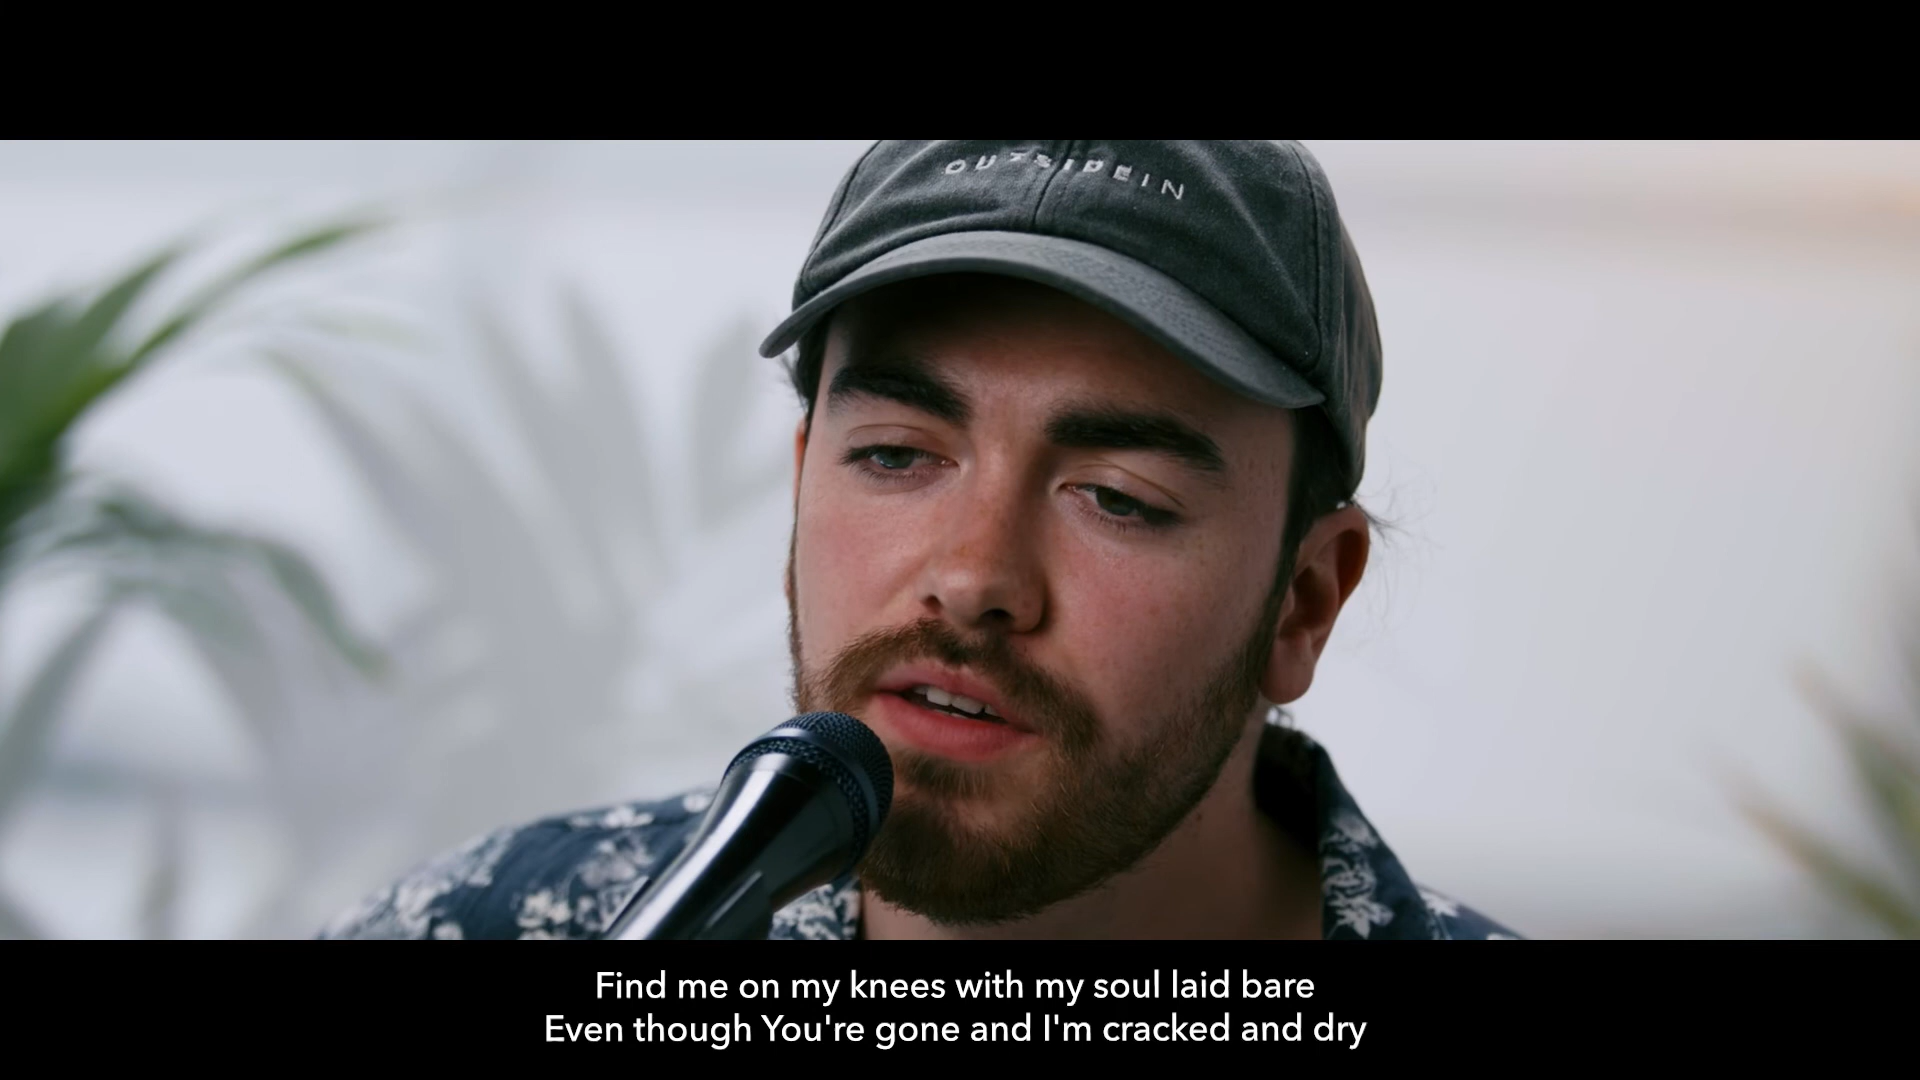 OUTSIDEIN
Find me on my knees with my soul laid bare
Even though You're gone and I'm cracked and dry